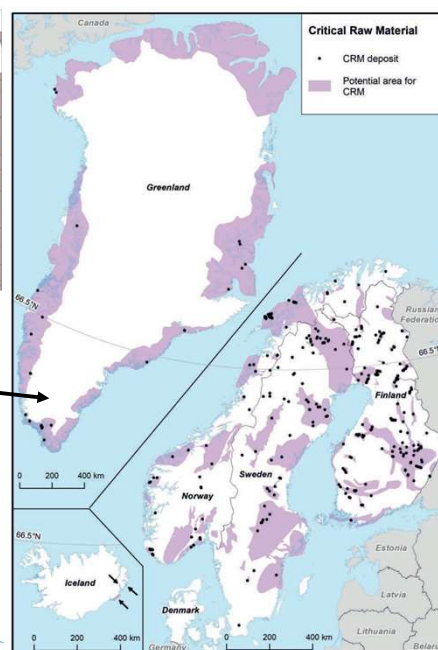 Canada
Critical Raw Material
CRM deposit
Potential area for
CRM
Greenland
66.5°N
Russian
Federation
66.5°
Finland
0 200 400 km
Norway
Sweden
66.5°N
Iceland
Estonia
Latvia
Denmark
Lithuania
Germany
Belaru
0 200 400 km
0 200 400 km